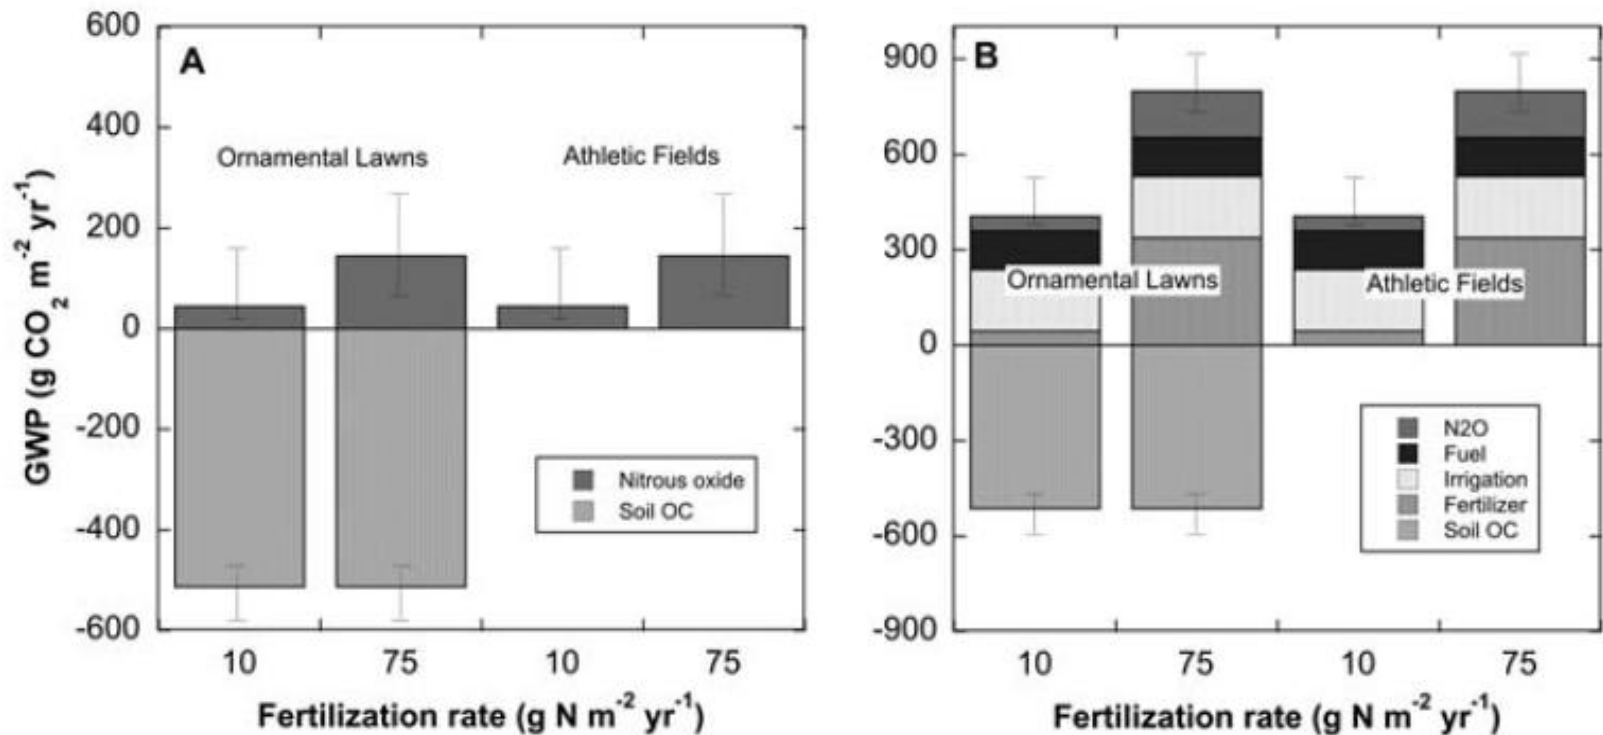 A
GWP (g CO₂ m⁻² yr⁻¹)
600
400
200
0
-200
-400
-600
Ornamental Lawns
Athletic Fields
Nitrous oxide
Soil OC
10
75
10
75
Fertilization rate (g N m⁻² yr⁻¹)
B
900
600
300
0
-300
-600
-900
Ornamental Lawns
Athletic Fields
N2O
Fuel
Irrigation
Fertilizer
Soil OC
10
75
10
75
Fertilization rate (g N m⁻² yr⁻¹)